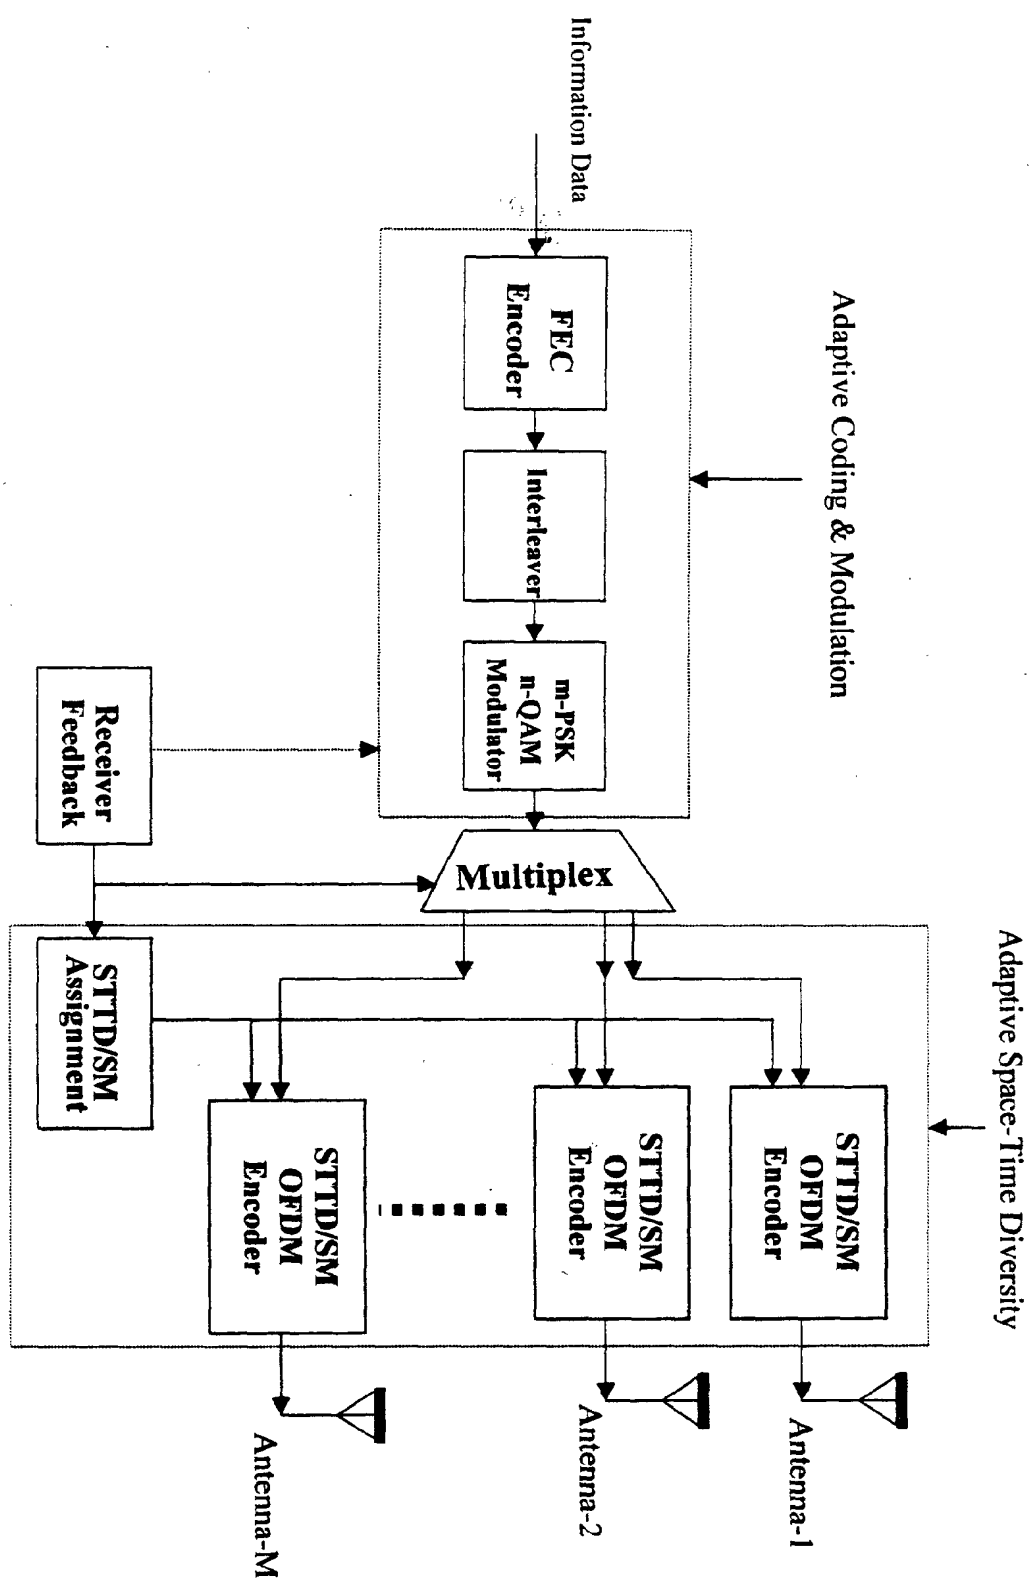 Adaptive Space-Time Diversity
Adaptive Coding & Modulation
Information Data
FEC
Encoder
Interleaver
m-PSK
n-QAM
Modulator
Multiplex
STTD/SM
OFDM
Encoder
Antenna-1
STTD/SM
OFDM
Encoder
Antenna-2
STTD/SM
OFDM
Encoder
Antenna-M
Receiver
Feedback
STTD/SM
Assignment